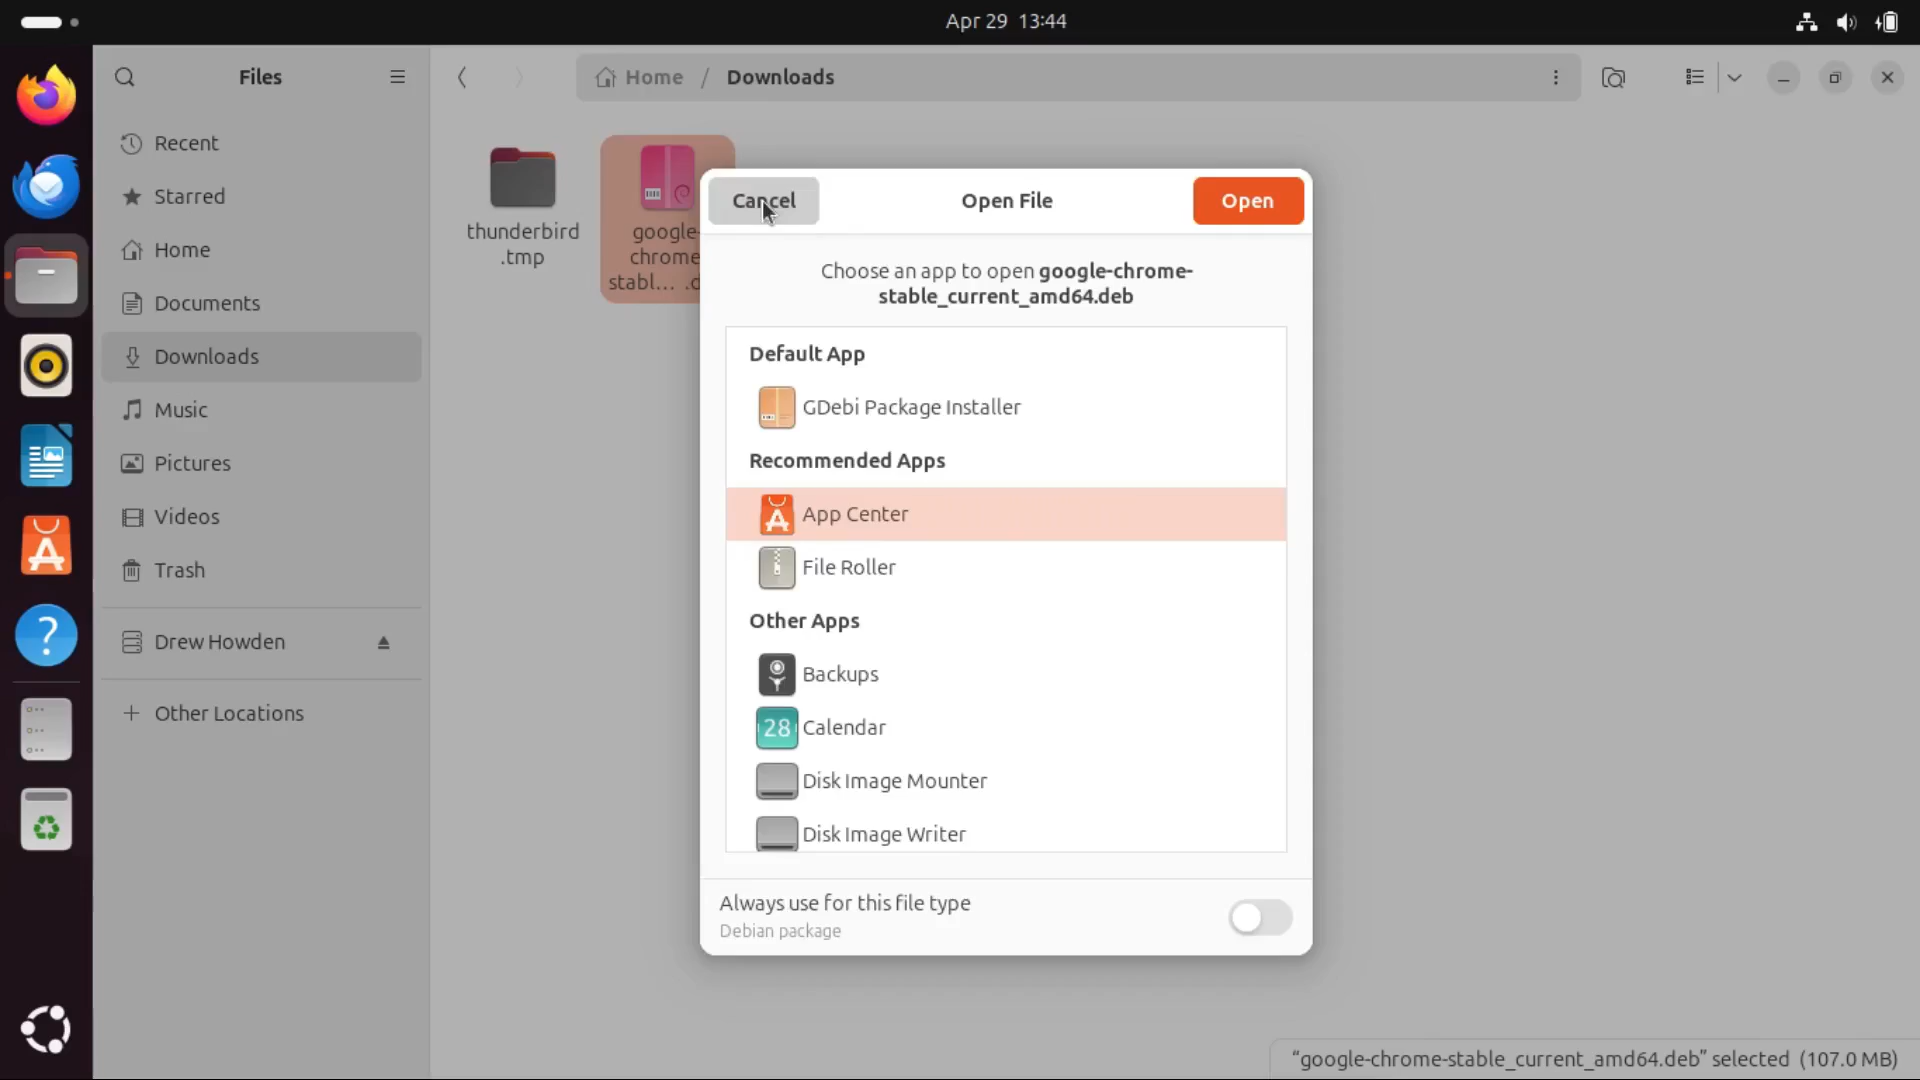 Apr 29 13:44
Files
Home / Downloads
Recent
Starred
Home
Documents
Downloads
Music
Pictures
Videos
Trash
Drew Howden
Other Locations
thunderbird
.tmp
google-
chrome-
stabl...
Cancel
Open File
Open
Choose an app to open google-chrome-
stable_current_amd64.deb
Default App
GDebi Package Installer
Recommended Apps
App Center
File Roller
Other Apps
Backups
28
Calendar
Disk Image Mounter
Disk Image Writer
Always use for this file type
Debian package
“google-chrome-stable_current_amd64.deb” selected (107.0 MB)